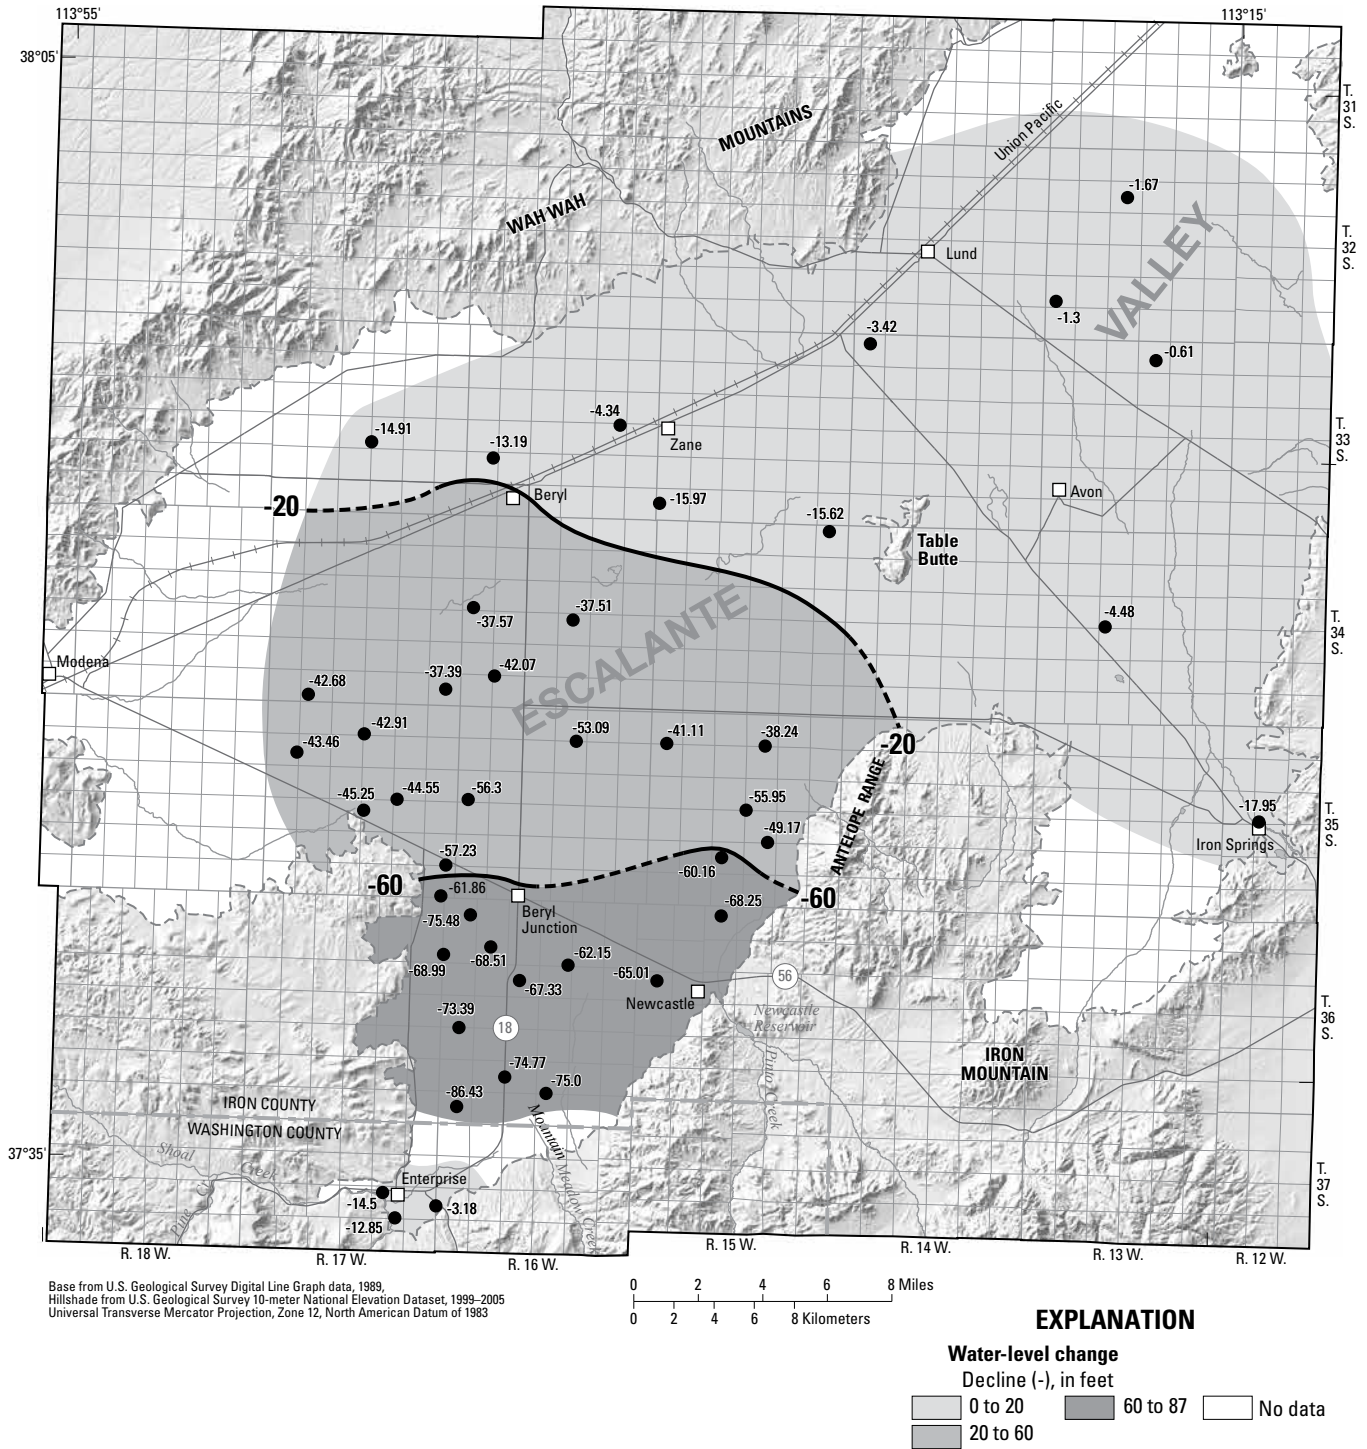 113°55'
113°15'
38°05'
T.
31
S.
MOUNTAINS
Union Pacific
-1.67
WAH WAH
VALLEY
T.
32
S.
Lund
-1.3
-3.42
-0.61
-4.34
-14.91
-13.19
Zane
T.
33
S.
-20
Beryl
-15.97
Avon
-15.62
Table
Butte
-37.57
-37.51
-4.48
T.
34
S.
ESCALANTE
Modena
-42.68
-37.39
-42.07
-42.91
-43.46
-53.09
-41.11
-38.24
-20
ANTELOPE RANGE
-45.25
-44.55
-56.3
-55.95
-49.17
-17.95
Iron Springs
T.
35
S.
-57.23
-60
-61.86
-60.16
-60
-75.48
Beryl
Junction
-68.25
-68.99
-68.51
-62.15
-65.01
-67.33
56
Newcastle
Newcastle
Reservoir
T.
36
S.
-73.39
18
Pinto Creek
IRON
MOUNTAIN
-74.77
-75.0
-86.43
IRON COUNTY
WASHINGTON COUNTY
Mountain Meadow Creek
37°35'
Shoal
Creek
Pine Cr
Enterprise
-14.5
-3.18
-12.85
T.
37
S.
R. 18 W.
R. 17 W.
R. 16 W.
R. 15 W.
R. 14 W.
R. 13 W.
R. 12 W.
Base from U.S. Geological Survey Digital Line Graph data, 1989,
Hillshade from U.S. Geological Survey 10-meter National Elevation Dataset, 1999–2005
Universal Transverse Mercator Projection, Zone 12, North American Datum of 1983
0 2 4 6 8 Miles
0 2 4 6 8 Kilometers
EXPLANATION
Water-level change
Decline (-), in feet
0 to 20
60 to 87
No data
20 to 60